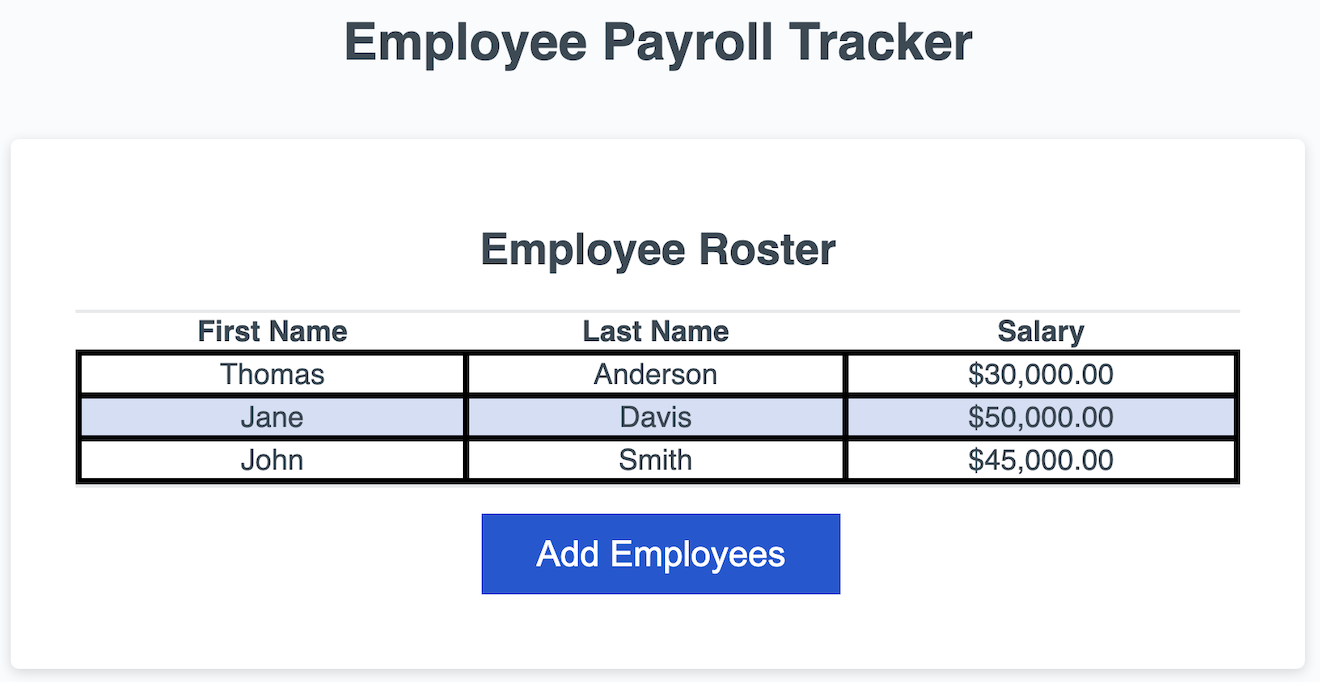 Employee Payroll Tracker
Employee Roster
First Name Last Name Salary
Thomas Anderson $30,000.00
Jane Davis $50,000.00
John Smith $45,000.00
Add Employees